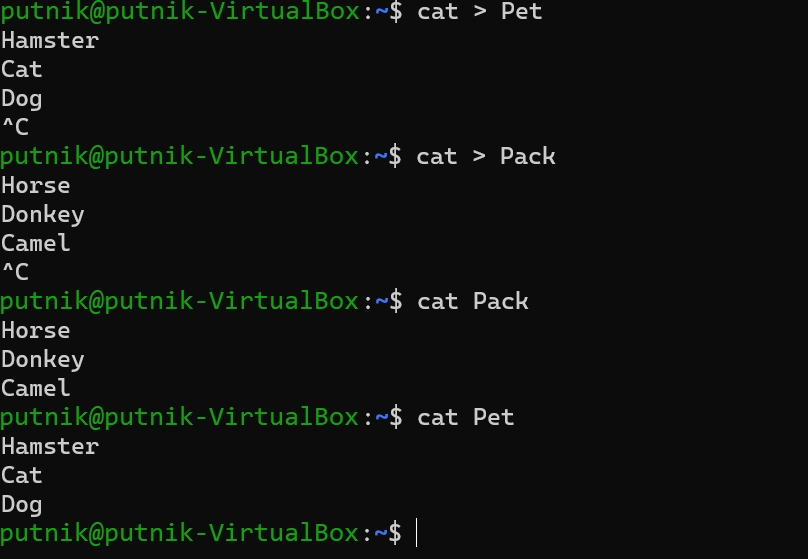 putnik@putnik-VirtualBox:~$ cat > Pet
Hamster
Cat
Dog
^C
putnik@putnik-VirtualBox:~$ cat > Pack
Horse
Donkey
Camel
^C
putnik@putnik-VirtualBox:~$ cat Pack
Horse
Donkey
Camel
putnik@putnik-VirtualBox:~$ cat Pet
Hamster
Cat
Dog
putnik@putnik-VirtualBox:~$